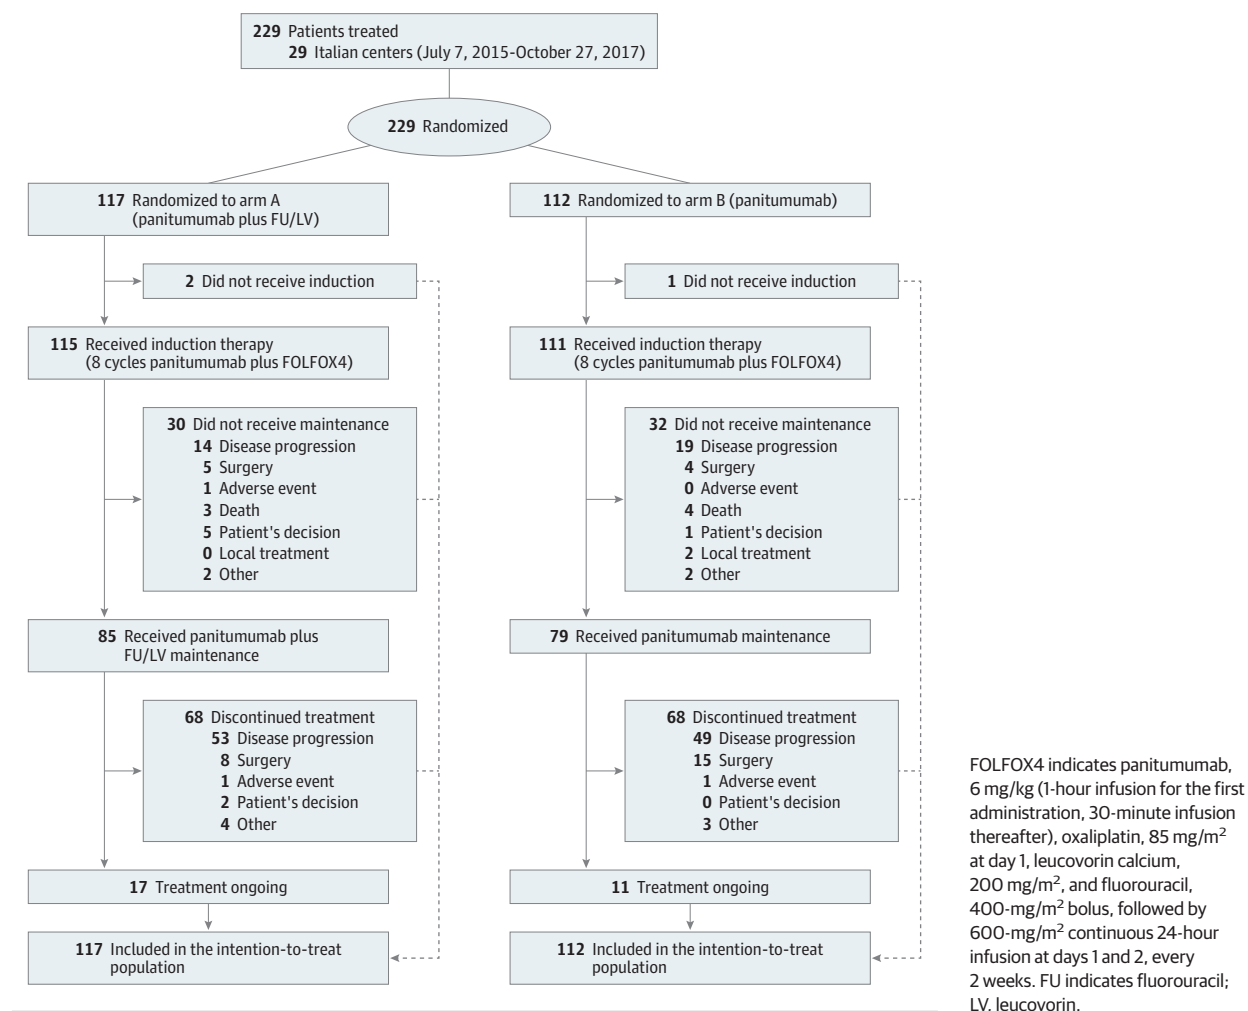 229 Patients treated
29 Italian centers (July 7, 2015-October 27, 2017)
229 Randomized
117 Randomized to arm A
(panitumumab plus FU/LV)
2 Did not receive induction
115 Received induction therapy
(8 cycles panitumumab plus FOLFOX4)
30 Did not receive maintenance
14 Disease progression
5 Surgery
1 Adverse event
3 Death
5 Patient's decision
0 Local treatment
2 Other
85 Received panitumumab plus
FU/LV maintenance
68 Discontinued treatment
53 Disease progression
8 Surgery
1 Adverse event
2 Patient's decision
4 Other
17 Treatment ongoing
117 Included in the intention-to-treat
population
112 Randomized to arm B (panitumumab)
1 Did not receive induction
111 Received induction therapy
(8 cycles panitumumab plus FOLFOX4)
32 Did not receive maintenance
19 Disease progression
4 Surgery
0 Adverse event
4 Death
1 Patient's decision
2 Local treatment
2 Other
79 Received panitumumab maintenance
68 Discontinued treatment
49 Disease progression
15 Surgery
1 Adverse event
0 Patient's decision
3 Other
11 Treatment ongoing
112 Included in the intention-to-treat
population
FOLFOX4 indicates panitumumab,
6 mg/kg (1-hour infusion for the first
administration, 30-minute infusion
thereafter), oxaliplatin, 85 mg/m²
at day 1, leucovorin calcium,
200 mg/m², and fluorouracil,
400-mg/m² bolus, followed by
600-mg/m² continuous 24-hour
infusion at days 1 and 2, every
2 weeks. FU indicates fluorouracil;
LV, leucovorin.